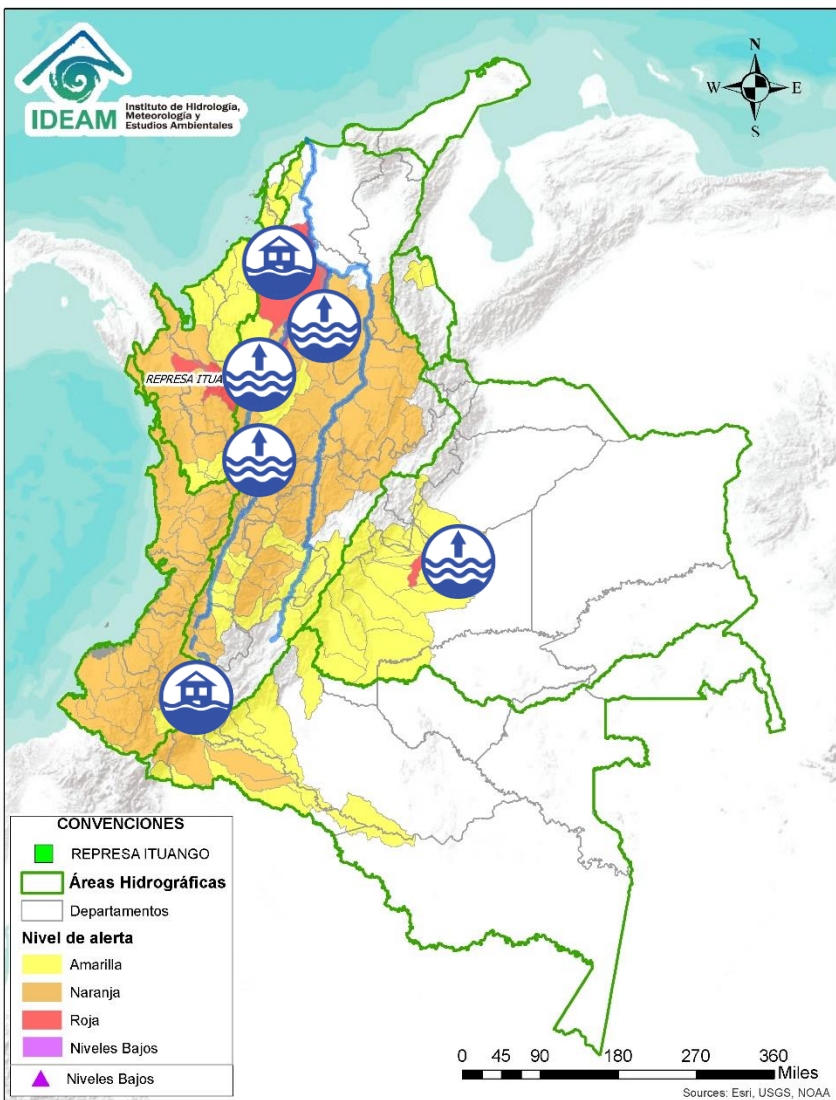 IDEAM
Instituto de Hidrología,
Meteorología y
Estudios Ambientales
N
W E
S
REPRESA ITUA
CONVENCIONES
REPRESA ITUANGO
Áreas Hidrográficas
Departamentos
Nivel de alerta
Amarilla
Naranja
Roja
Niveles Bajos
Niveles Bajos
0 45 90 180 270 360
Miles
Sources: Esri, USGS, NOAA